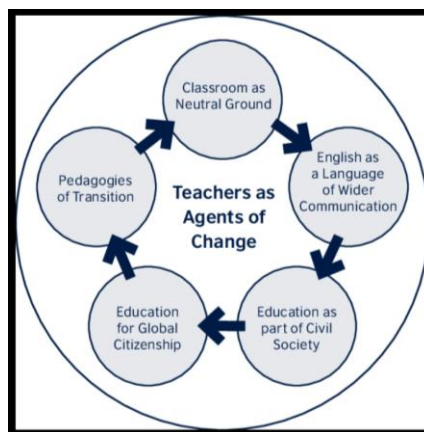 Classroom as
Neutral Ground
English as
a Language
of Wider
Communication
Education as
part of Civil
Society
Education
for Global
Citizenship
Pedagogies
of Transition
Teachers as
Agents of
Change